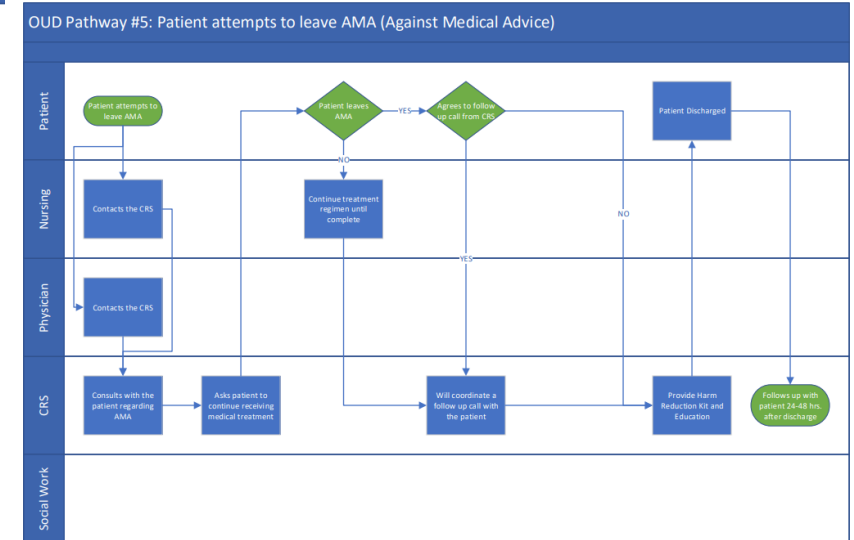 OUD Pathway #5: Patient attempts to leave AMA (Against Medical Advice)
Patient
Patient attempts to
leave AMA
Patient leaves
AMA
YES
Agrees to follow
up call from CRS
Patient Discharged
NO
Nursing
Contacts the CRS
Continue treatment
regimen until
complete
NO
YES
Physician
Contacts the CRS
CRS
Consults with the
patient regarding
AMA
Asks patient to
continue receiving
medical treatment
Will coordinate a
follow up call with
the patient
Provide Harm
Reduction Kit and
Education
Follows up with
patient 24-48 hrs.
after discharge
Social Work